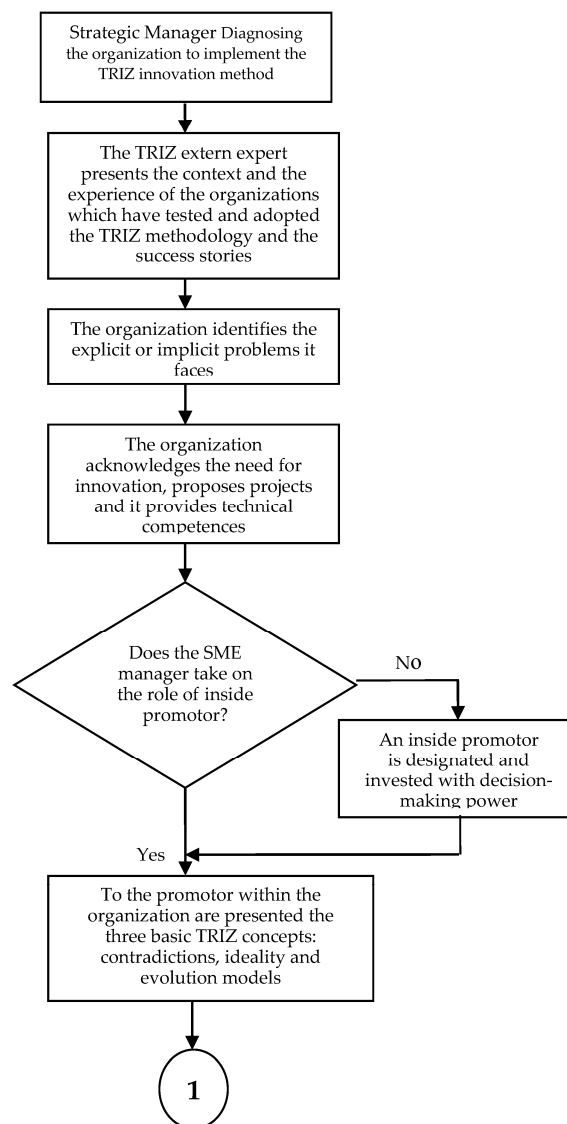 Strategic Manager Diagnosing
the organization to implement the
TRIZ innovation method
The TRIZ extern expert
presents the context and the
experience of the organizations
which have tested and adopted
the TRIZ methodology and the
success stories
The organization identifies the
explicit or implicit problems it
faces
The organization
acknowledges the need for
innovation, proposes projects
and it provides technical
competences
Does the SME
manager take on
the role of inside
promotor?
No
An inside promotor
is designated and
invested with decision-
making power
Yes
To the promotor within the
organization are presented the
three basic TRIZ concepts:
contradictions, ideality and
evolution models
1